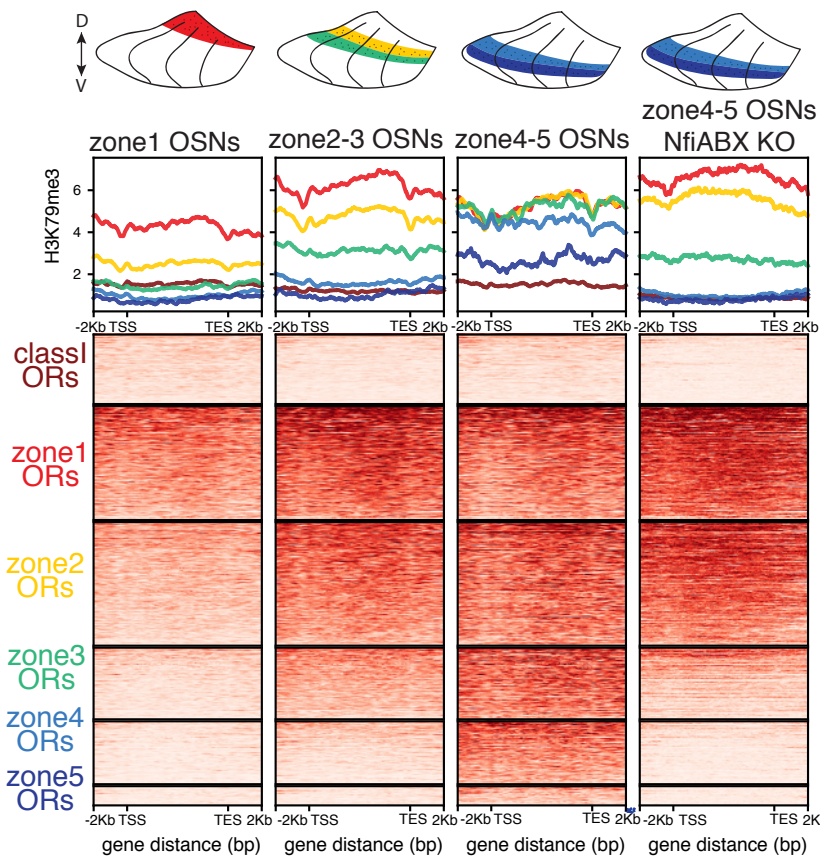 D
V
zone1 OSNs
zone2-3 OSNs
zone4-5 OSNs
zone4-5 OSNs
NfiABX KO
H3K79me3
6
4
2
-2Kb TSS TES 2Kb
-2Kb TSS TES 2Kb
-2Kb TSS TES 2Kb
-2Kb TSS TES 2Kb
classI
ORs
zone1
ORs
zone2
ORs
zone3
ORs
zone4
ORs
zone5
ORs
-2Kb TSS TES 2Kb
-2Kb TSS TES 2Kb
-2Kb TSS TES 2Kb
-2Kb TSS TES 2K
gene distance (bp)
gene distance (bp)
gene distance (bp)
gene distance (bp)